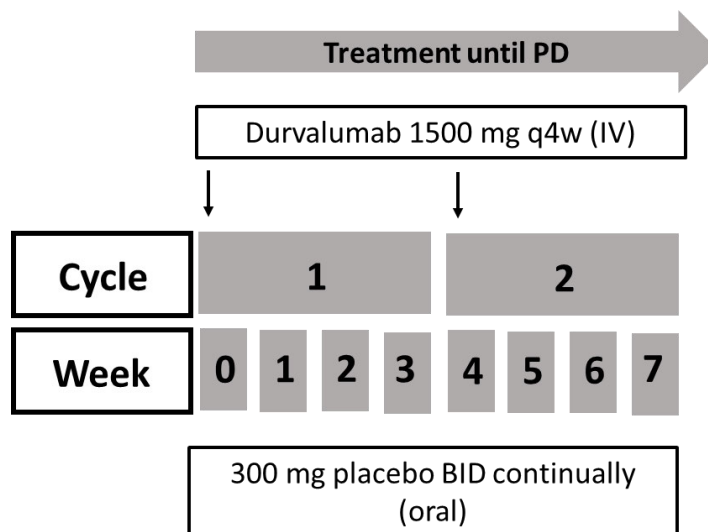 Treatment until PD
Durvalumab 1500 mg q4w (IV)
Cycle 1 2
Week 0 1 2 3 4 5 6 7
300 mg placebo BID continually
(oral)